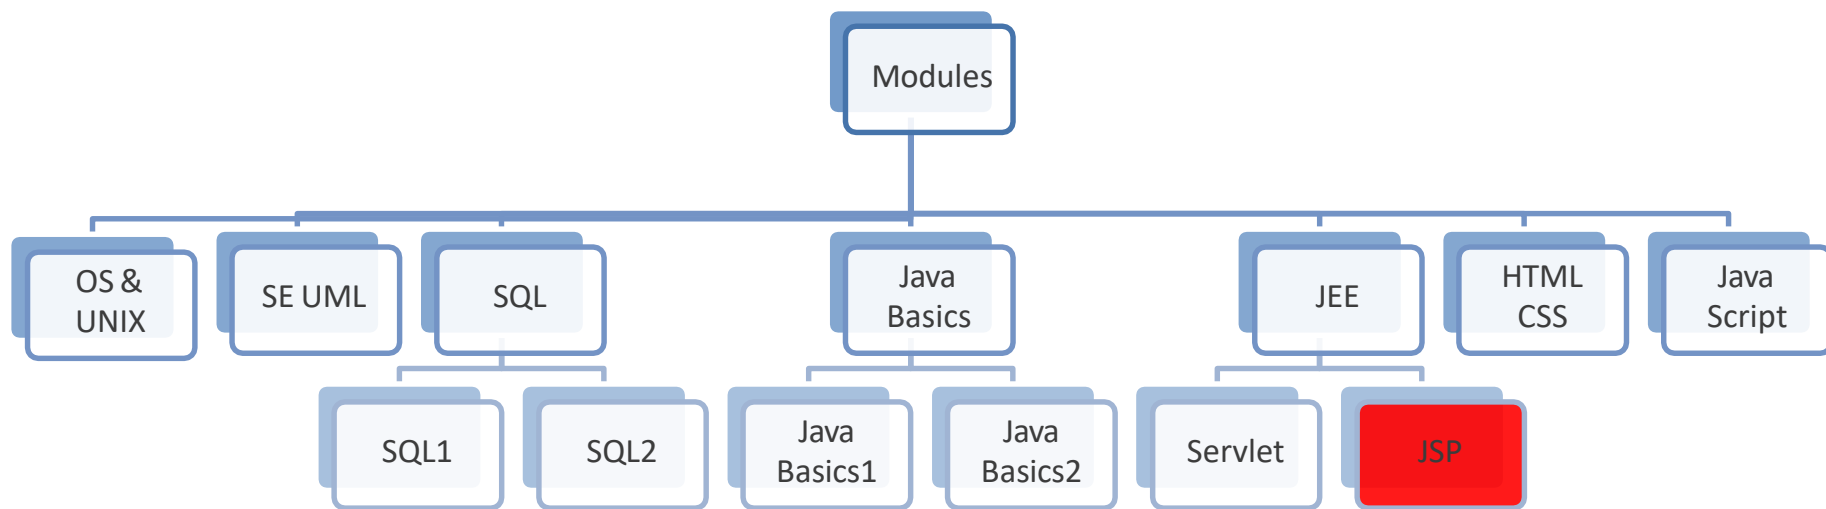 Modules
OS &
UNIX
SE UML
SQL
Java
Basics
JEE
HTML
CSS
Java
Script
SQL1
SQL2
Java
Basics1
Java
Basics2
Servlet
JSP